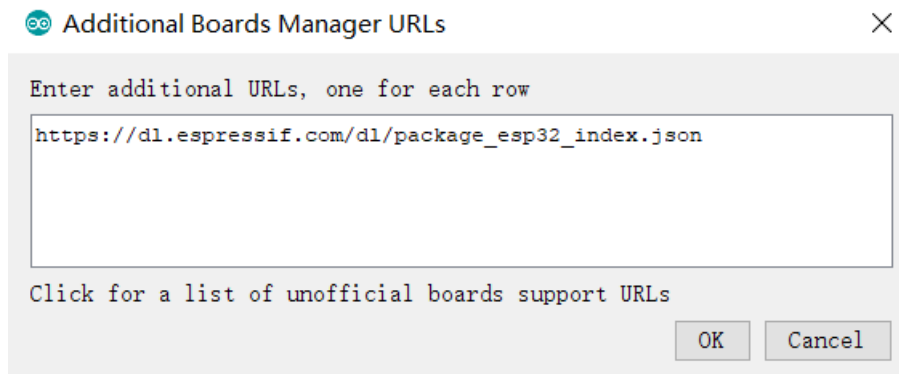 Additional Boards Manager URLs
Enter additional URLs, one for each row
https://dl.espressif.com/dl/package_esp32_index.json
Click for a list of unofficial boards support URLs
OK Cancel